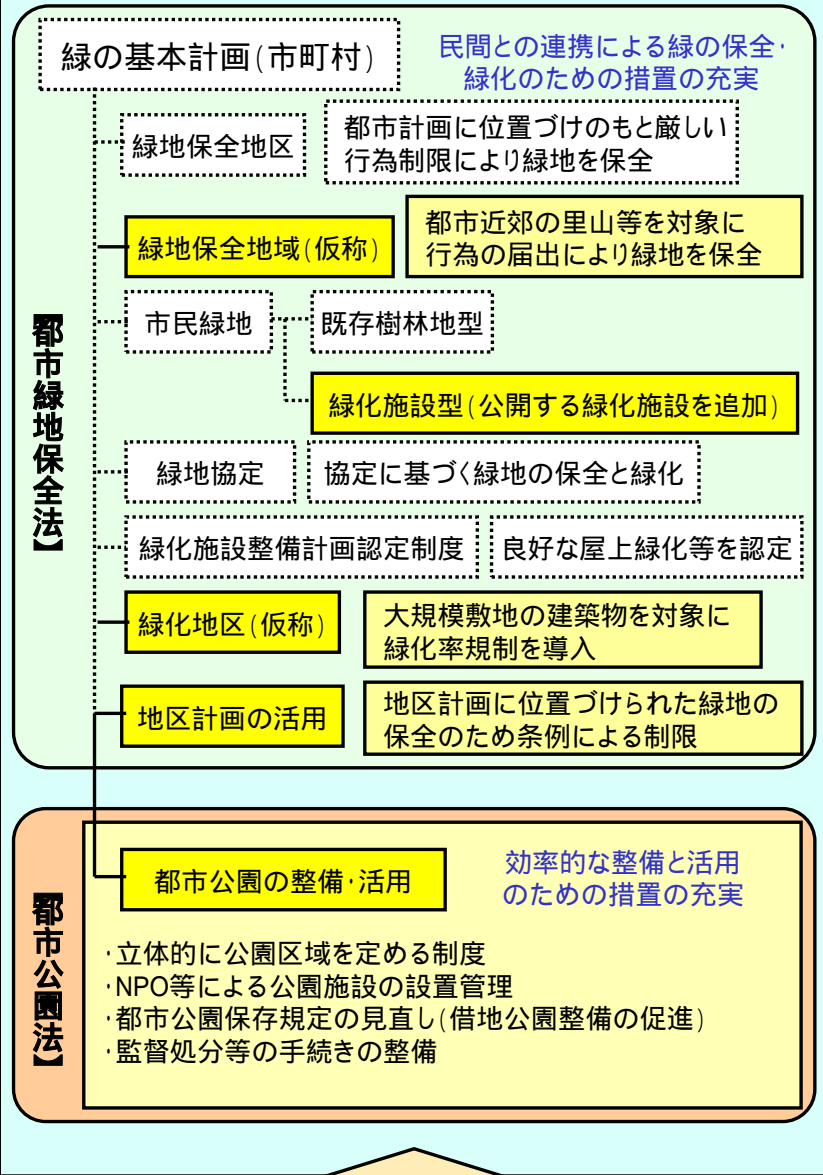 緑の基本計画(市町村)
民間との連携による緑の保全・
緑化のための措置の充実
緑地保全地区
都市計画に位置づけのもと厳しい
行為制限により緑地を保全
緑地保全地域(仮称)
都市近郊の里山等を対象に
行為の届出により緑地を保全
市民緑地
既存樹林地型
緑化施設型(公開する緑化施設を追加)
緑地協定
協定に基づく緑地の保全と緑化
緑化施設整備計画認定制度
良好な屋上緑化等を認定
緑化地区(仮称)
大規模敷地の建築物を対象に
緑化率規制を導入
地区計画の活用
地区計画に位置づけられた緑地の
保全のため条例による制限
【都市緑地保全法】
都市公園の整備・活用
効率的な整備と活用
のための措置の充実
・立体的に公園区域を定める制度
・NPO等による公園施設の設置管理
・都市公園保存規定の見直し(借地公園整備の促進)
・監督処分等の手続きの整備
【都市公園法】